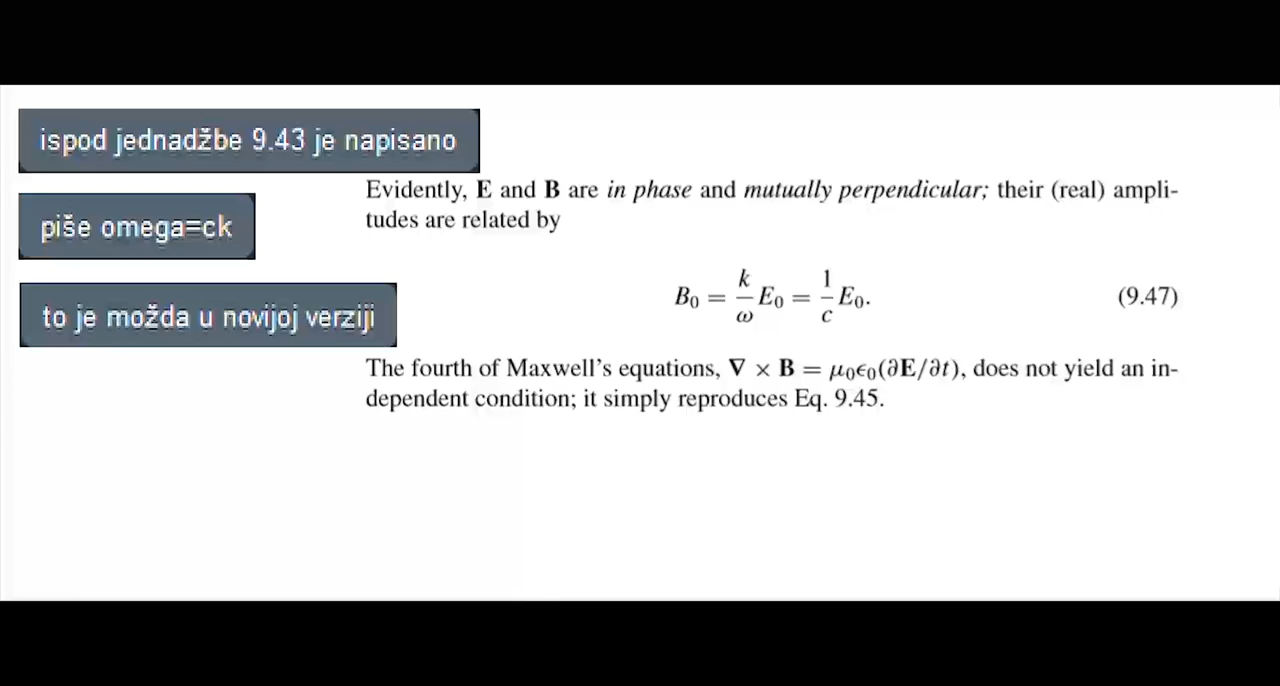 ispod jednadžbe 9.43 je napisano
piše omega=ck
to je možda u novijoj verziji
Evidently, E and B are in phase and mutually perpendicular; their (real) ampli-
tudes are related by
B₀ = k/ω E₀ = 1/c E₀. (9.47)
The fourth of Maxwell's equations, ∇ × B = μ₀ϵ₀(∂E/∂t), does not yield an in-
dependent condition; it simply reproduces Eq. 9.45.